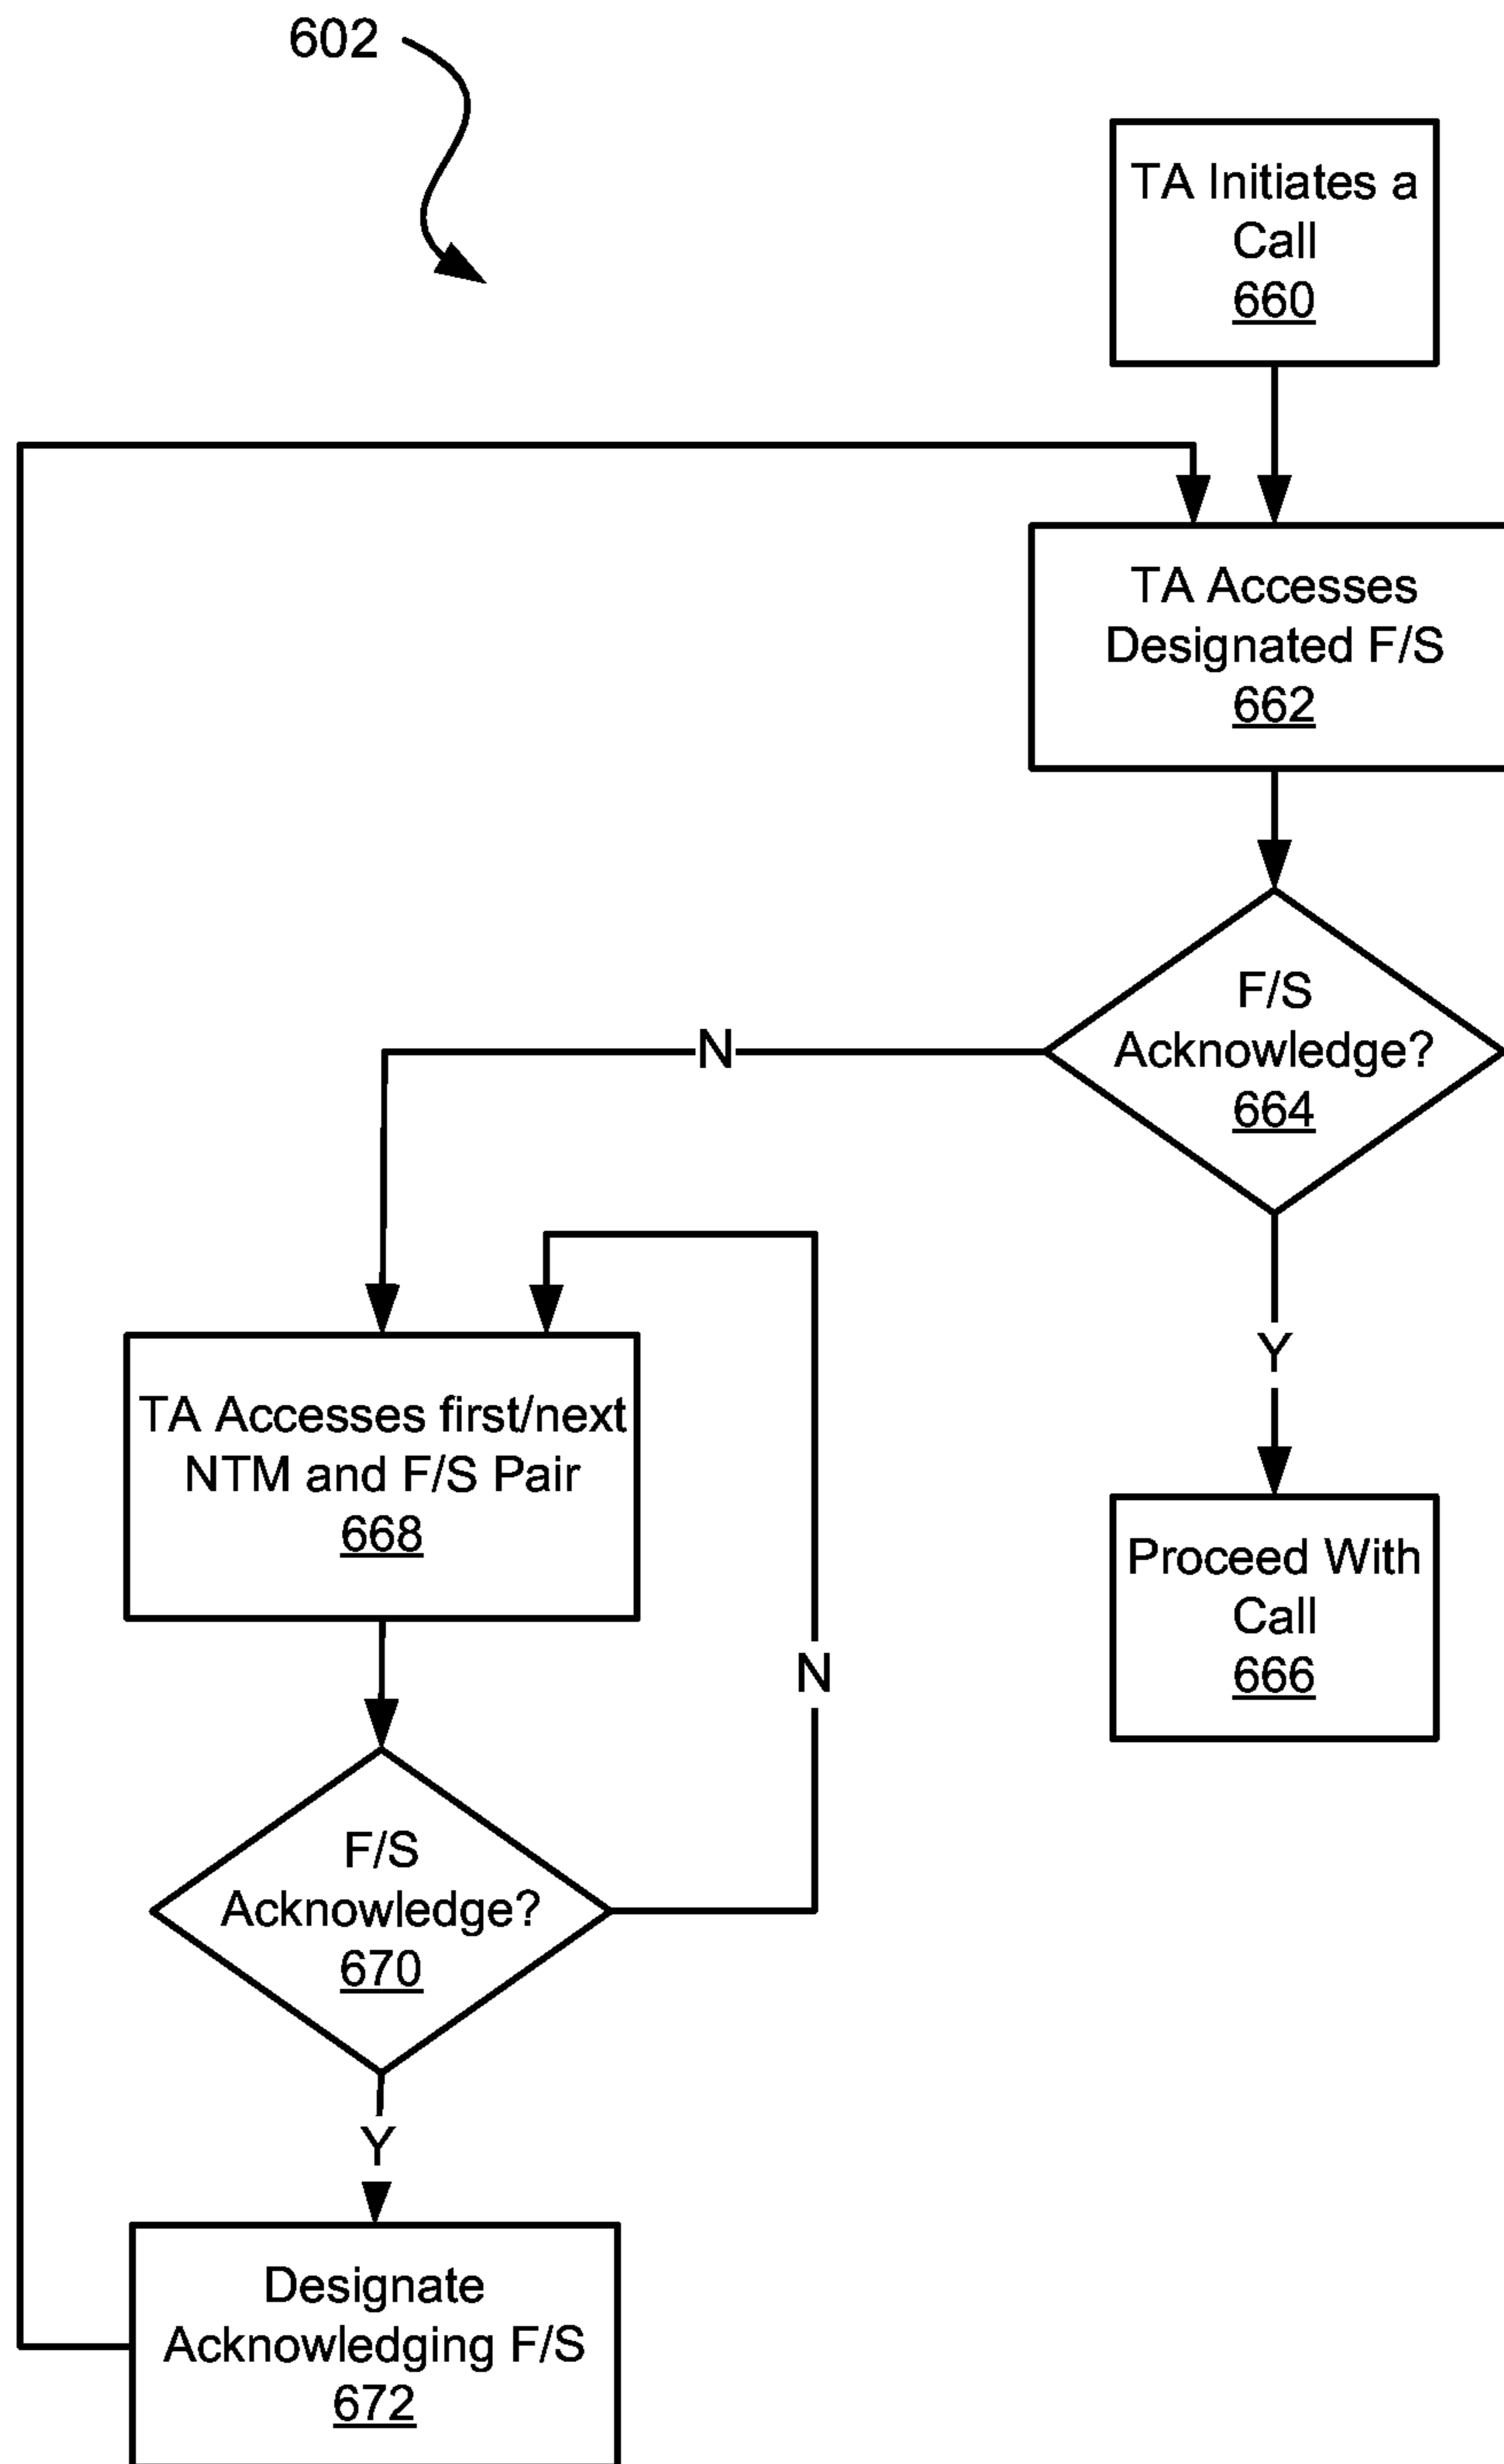 602
TA Initiates a
Call
660
TA Accesses
Designated F/S
662
F/S
Acknowledge?
664
N
Y
TA Accesses first/next
NTM and F/S Pair
668
Proceed With
Call
666
N
F/S
Acknowledge?
670
Y
Designate
Acknowledging F/S
672